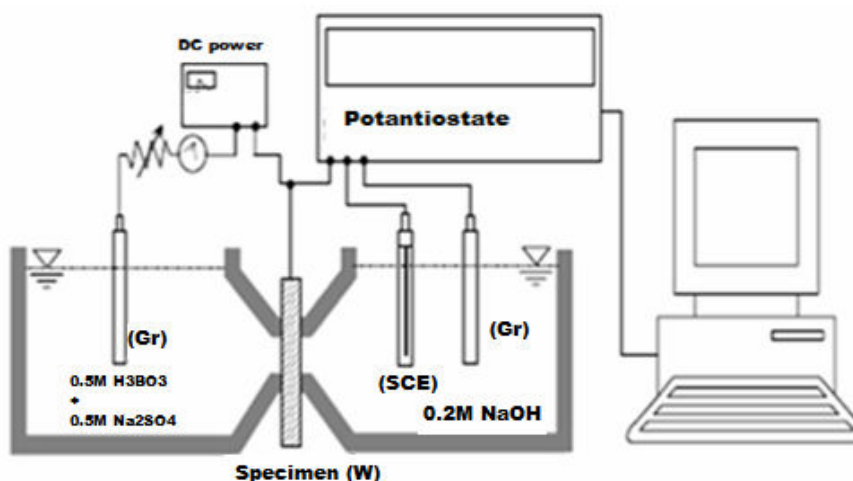 DC power
Potantiostate
(Gr)
0.5M H3BO3
+
0.5M Na2SO4
(SCE)
(Gr)
0.2M NaOH
Specimen (W)